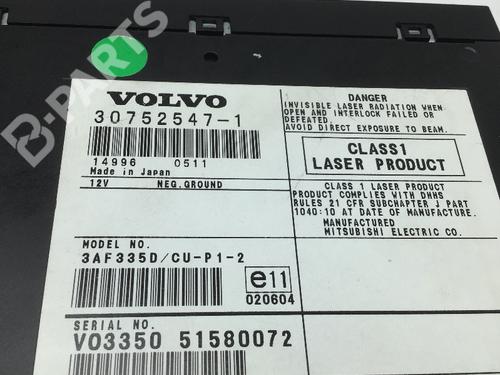 B-PARTS
VOLVO
30752547-1
14996 0511
Made in Japan
12V NEG.GROUND
MODEL NO.
3AF335D/CU-P1-2
e11
020604
SERIAL NO.
VO3350 51580072
DANGER
INVISIBLE LASER RADIATION WHEN
OPEN AND INTERLOCK FAILED OR
DEFEATED.
AVOID DIRECT EXPOSURE TO BEAM.
CLASS1
LASER PRODUCT
CLASS 1 LASER PRODUCT
PRODUCT COMPLIES WITH DHHS
RULES 21 CFR SUBCHAPTER J PART
1040:10 AT DATE OF MANUFACTURE.
MANUFACTURED
MITSUBISHI ELECTRIC CO.
B-PARTS